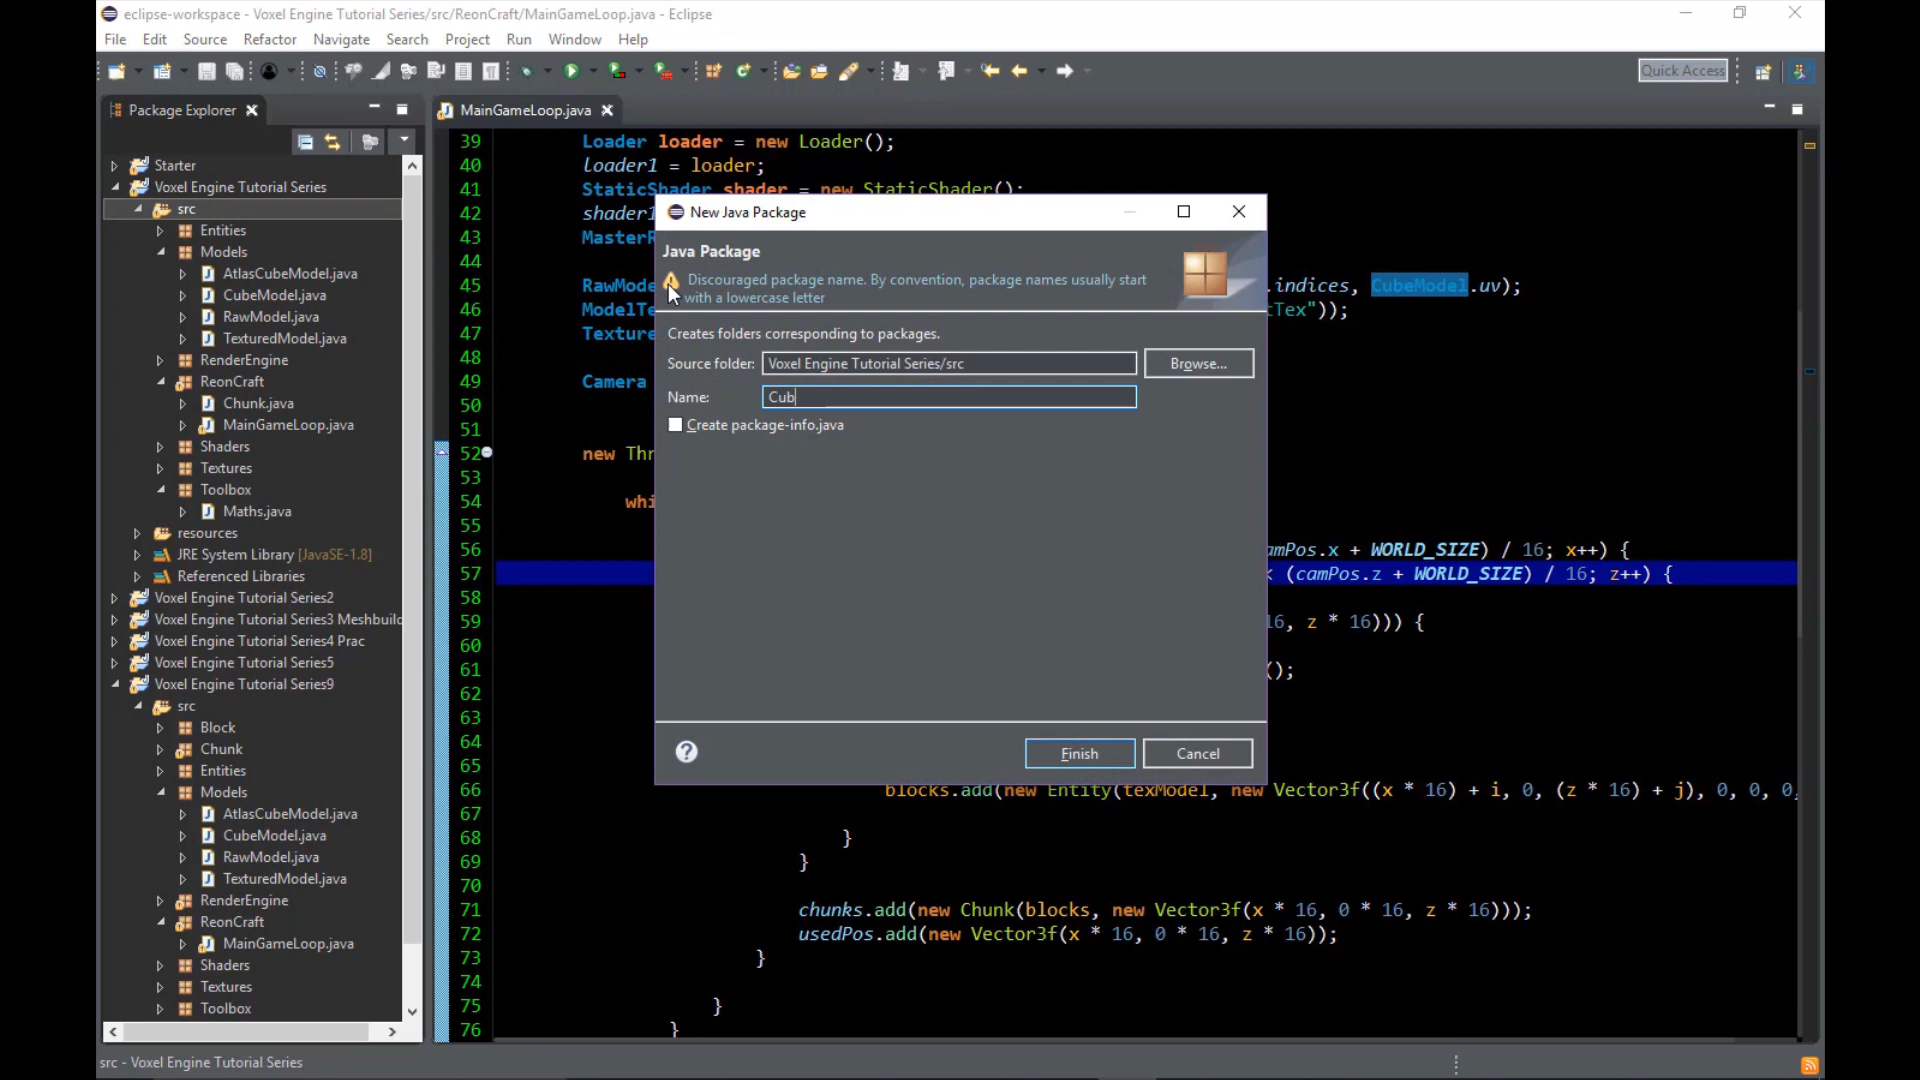 eclipse-workspace - Voxel Engine Tutorial Series/src/ReonCraft/MainGameLoop.java - Eclipse
File Edit Source Refactor Navigate Search Project Run Window Help
Quick Access
Package Explorer
MainGameLoop.java
Starter
Voxel Engine Tutorial Series
src
Entities
Models
AtlasCubeModel.java
CubeModel.java
RawModel.java
TexturedModel.java
RenderEngine
ReonCraft
Chunk.java
MainGameLoop.java
Shaders
Textures
Toolbox
Maths.java
resources
JRE System Library [JavaSE-1.8]
Referenced Libraries
Voxel Engine Tutorial Series2
Voxel Engine Tutorial Series3 Meshbuild
Voxel Engine Tutorial Series4 Prac
Voxel Engine Tutorial Series5
Voxel Engine Tutorial Series9
src
Block
Chunk
Entities
Models
AtlasCubeModel.java
CubeModel.java
RawModel.java
TexturedModel.java
RenderEngine
ReonCraft
MainGameLoop.java
Shaders
Textures
Toolbox
39 Loader loader = new Loader();
40 loader1 = loader;
41 StaticShader shader = new StaticShader();
42 shader1
43 MasterR
44
45 RawMode .indices, CubeModel.uv);
46 ModelTe tTex"));
47 Texture
48
49 Camera
50
51
52 new Thr
53
54 whi
55
56 amPos.x + WORLD_SIZE) / 16; x++) {
57 < (camPos.z + WORLD_SIZE) / 16; z++) {
58
59 16, z * 16))) {
60
61 ();
62
63
64
65
66 blocks.add(new Entity(texModel, new Vector3f((x * 16) + i, 0, (z * 16) + j), 0, 0, 0,
67
68 }
69 }
70
71 chunks.add(new Chunk(blocks, new Vector3f(x * 16, 0 * 16, z * 16)));
72 usedPos.add(new Vector3f(x * 16, 0 * 16, z * 16));
73 }
74
75 }
76 }
New Java Package
Java Package
Discouraged package name. By convention, package names usually start
with a lowercase letter
Creates folders corresponding to packages.
Source folder: Voxel Engine Tutorial Series/src Browse...
Name: Cub
Create package-info.java
? Finish Cancel
src - Voxel Engine Tutorial Series